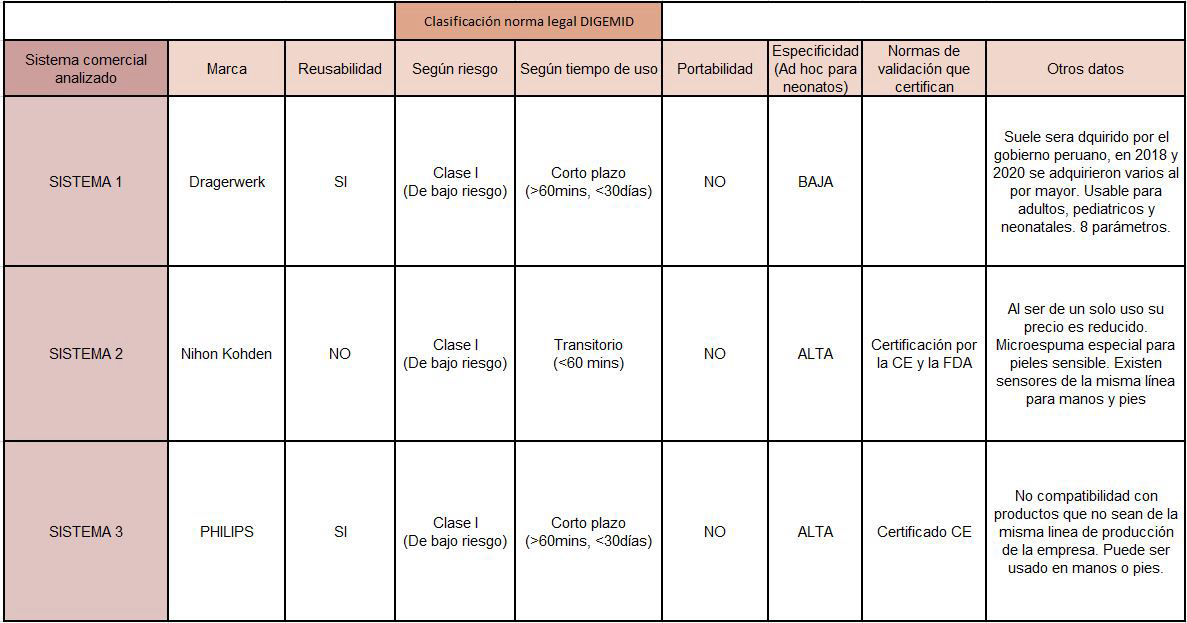 Clasificación norma legal DIGEMID
Sistema comercial
analizado
Marca
Reusabilidad
Según riesgo
Según tiempo de uso
Portabilidad
Especificidad
(Ad hoc para
neonatos)
Normas de
validación que
certifican
Otros datos
SISTEMA 1
Dragerwerk
SI
Clase I
(De bajo riesgo)
Corto plazo
(>60mins, <30días)
NO
BAJA
Suele sera dquirido por el
gobierno peruano, en 2018 y
2020 se adquirieron varios al
por mayor. Usable para
adultos, pediatricos y
neonatales. 8 parámetros.
SISTEMA 2
Nihon Kohden
NO
Clase I
(De bajo riesgo)
Transitorio
(<60 mins)
NO
ALTA
Certificación por
la CE y la FDA
Al ser de un solo uso su
precio es reducido.
Microespuma especial para
pieles sensible. Existen
sensores de la misma línea
para manos y pies
SISTEMA 3
PHILIPS
SI
Clase I
(De bajo riesgo)
Corto plazo
(>60mins, <30días)
NO
ALTA
Certificado CE
No compatibilidad con
productos que no sean de la
misma linea de producción
de la empresa. Puede ser
usado en manos o pies.